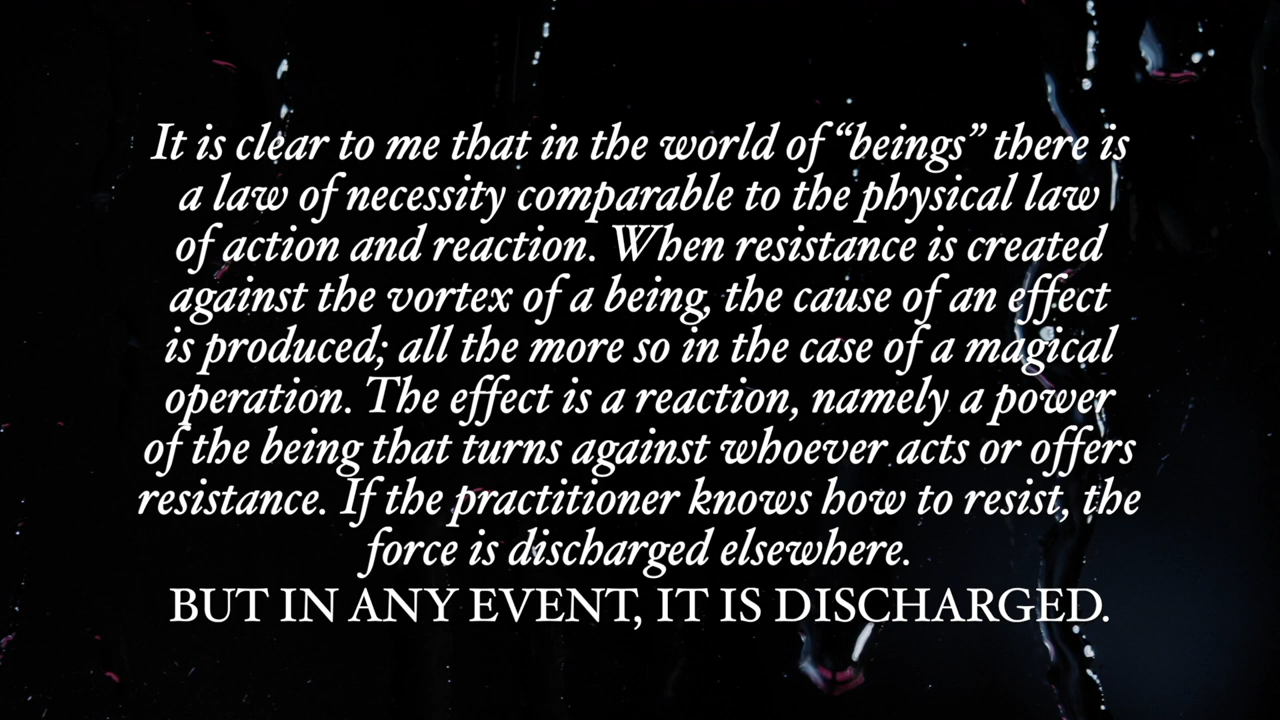 It is clear to me that in the world of “beings” there is
a law of necessity comparable to the physical law
of action and reaction. When resistance is created
against the vortex of a being, the cause of an effect
is produced; all the more so in the case of a magical
operation. The effect is a reaction, namely a power
of the being that turns against whoever acts or offers
resistance. If the practitioner knows how to resist, the
force is discharged elsewhere.
BUT IN ANY EVENT, IT IS DISCHARGED.